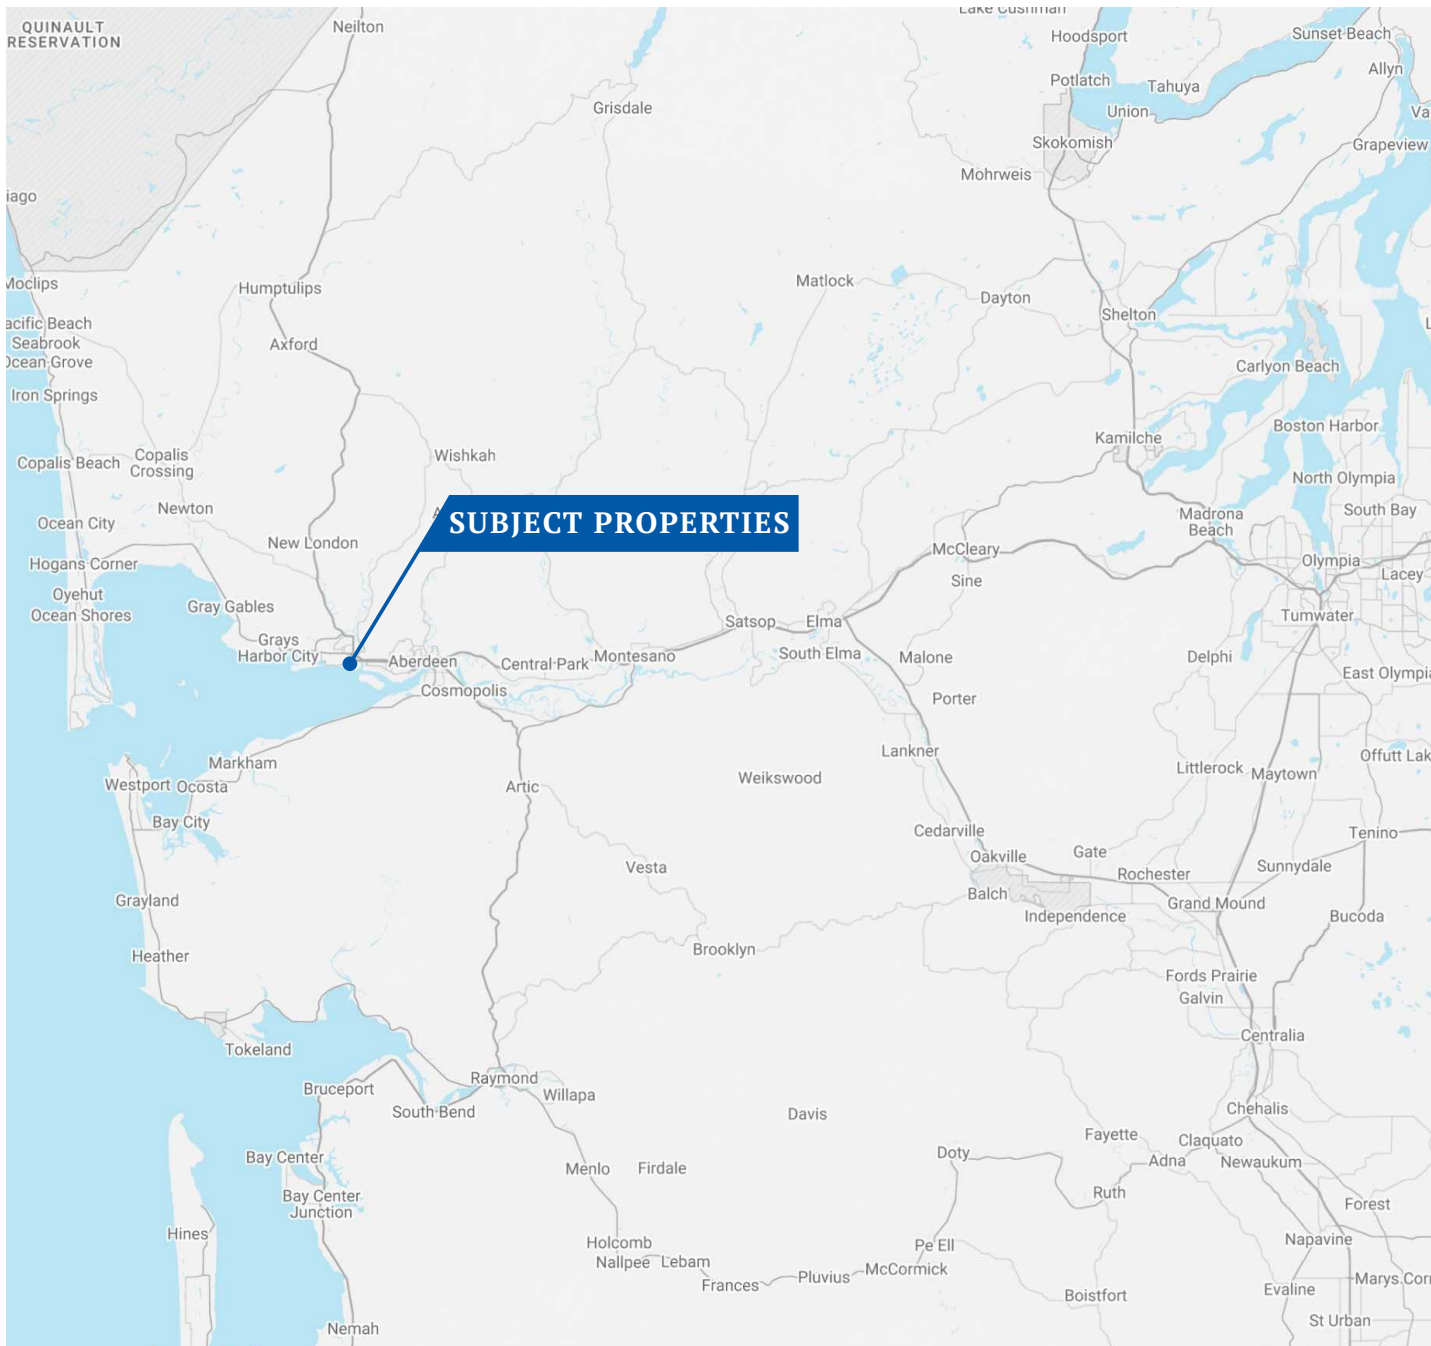 Lake Cushman
QUINAULT
RESERVATION
Neilton
Hoodsport
Sunset Beach
Allyn
Potlatch
Tahuya
Grisdale
Union
Va
Skokomish
Grapeview
Mohrweis
iago
Moclips
Humptulips
Matlock
Dayton
Shelton
acific Beach
Seabrook
Ocean Grove
Axford
Carlyon Beach
Iron Springs
Boston Harbor
Kamilche
Copalis Beach
Copalis
Crossing
Wishkah
North Olympia
Newton
South Bay
Ocean City
SUBJECT PROPERTIES
Madrona
Beach
New London
McCleary
Hogans Corner
Olympia
Lacey
Sine
Oyehut
Ocean Shores
Gray Gables
Satsop
Elma
Tumwater
Grays
Harbor City
Aberdeen
Central Park
Montesano
South Elma
Malone
Delphi
East Olympia
Cosmopolis
Porter
Lankner
Offutt Lak
Markham
Littlerock
Maytown
Westport
Ocosta
Artic
Weikswood
Bay City
Cedarville
Tenino
Oakville
Gate
Vesta
Rochester
Sunnydale
Balch
Grayland
Independence
Grand Mound
Bucoda
Heather
Brooklyn
Fords Prairie
Galvin
Centralia
Tokeland
Raymond
Bruceport
Willapa
South Bend
Davis
Chehalis
Fayette
Claquato
Bay Center
Menlo
Firdale
Doty
Adna
Newaukum
Bay Center
Junction
Ruth
Forest
Hines
Holcomb
Pe Ell
Napavine
Nallpee
Lebam
McCormick
Frances
Pluvius
Marys Cor
Boistfort
Evaline
St Urban
Nemah